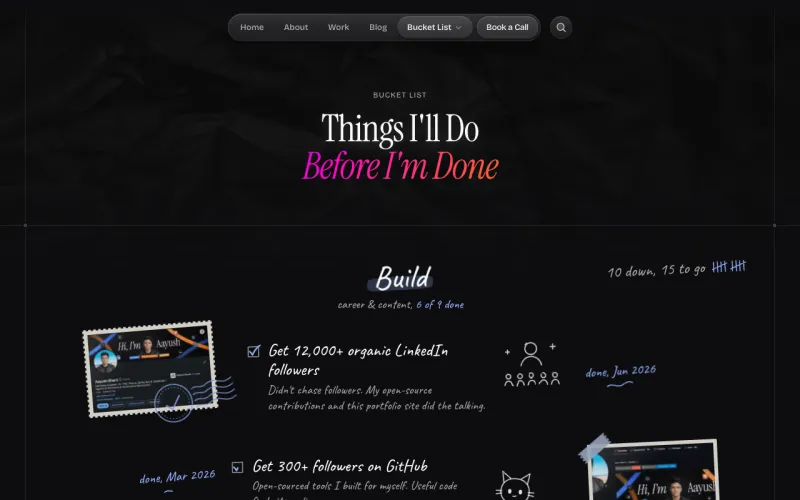 Home About Work Blog Bucket List Book a Call
BUCKET LIST
Things I'll Do
Before I'm Done
10 down, 15 to go
Build
career & content, 6 of 9 done
Hi, I'm Aayush
Get 12,000+ organic LinkedIn
followers
Didn't chase followers. My open-source
contributions and this portfolio site did the talking.
done, Jun 2026
done, Mar 2026
Get 300+ followers on GitHub
Open-sourced tools I built for myself. Useful code
Hi, I'm Aayush